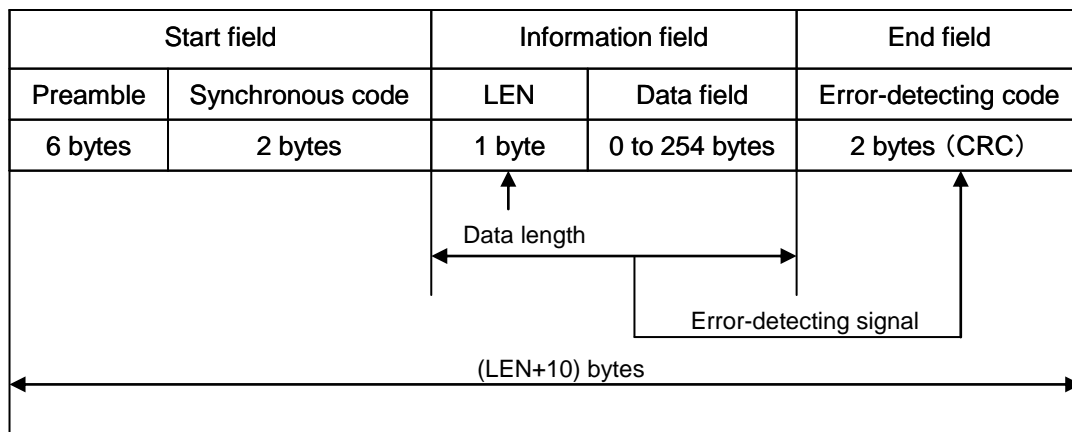 Start field Information field End field
Preamble Synchronous code LEN Data field Error-detecting code
6 bytes 2 bytes 1 byte 0 to 254 bytes 2 bytes（CRC）
Data length
Error-detecting signal
(LEN+10) bytes